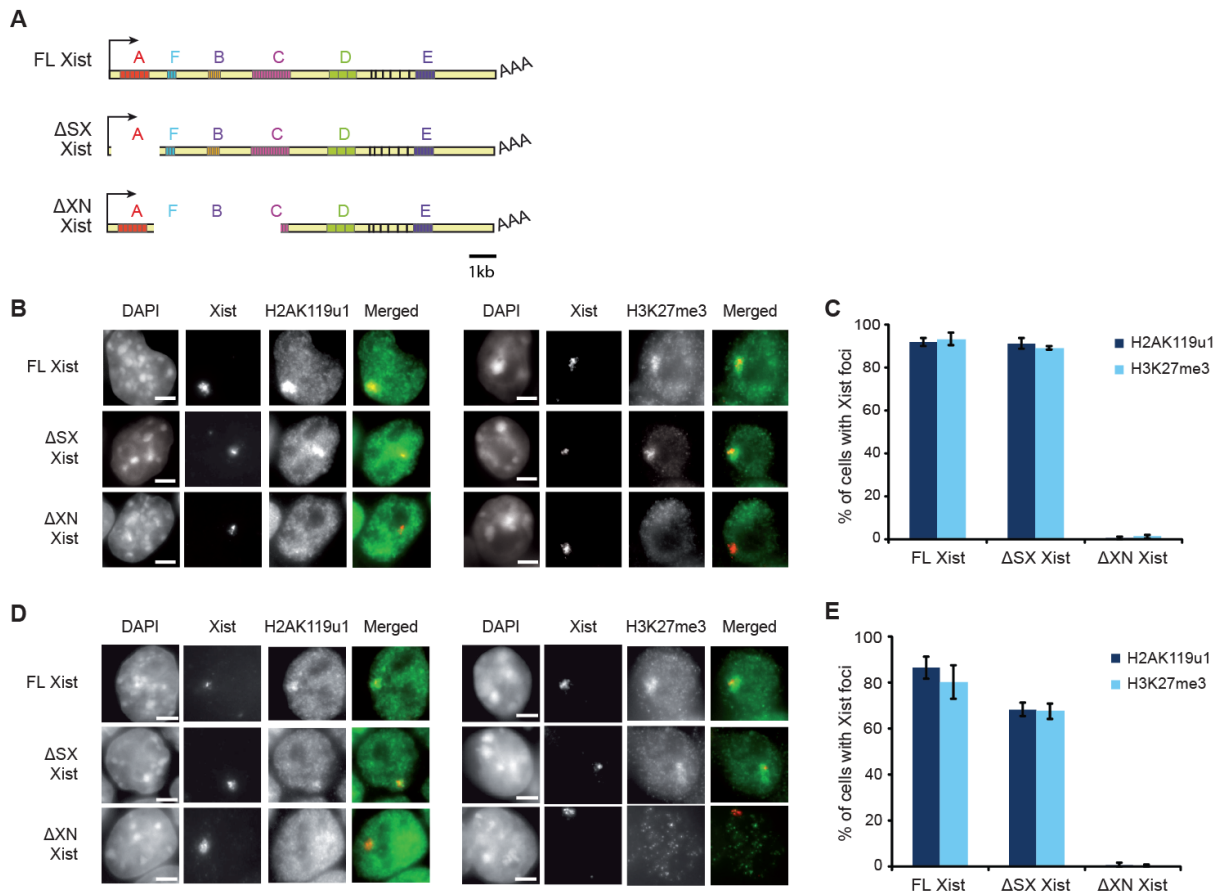 A
FL Xist
A F B C D E
AAA
ΔSX
Xist
A F B C D E
AAA
ΔXN
Xist
A F B C D E
AAA
1kb
B
DAPI Xist H2AK119u1 Merged
DAPI Xist H3K27me3 Merged
FL Xist
ΔSX
Xist
ΔXN
Xist
C
% of cells with Xist foci
100
80
60
40
20
0
H2AK119u1
H3K27me3
FL Xist ΔSX Xist ΔXN Xist
D
DAPI Xist H2AK119u1 Merged
DAPI Xist H3K27me3 Merged
FL Xist
ΔSX
Xist
ΔXN
Xist
E
% of cells with Xist foci
100
80
60
40
20
0
H2AK119u1
H3K27me3
FL Xist ΔSX Xist ΔXN Xist